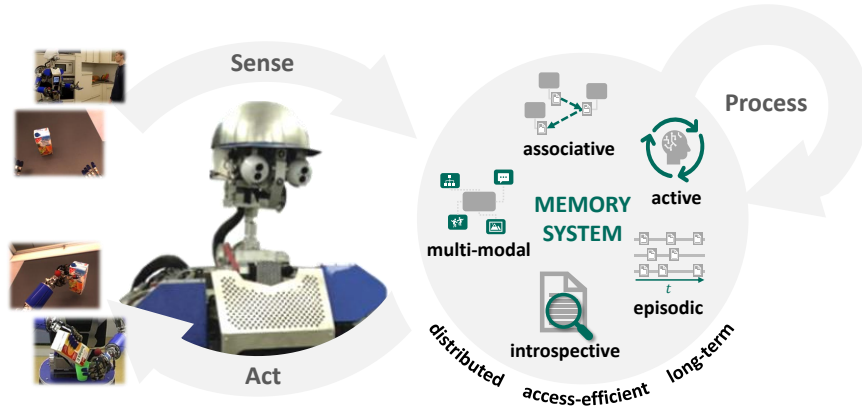 Sense
Process
associative
active
MEMORY
SYSTEM
multi-modal
t
episodic
introspective
distributed access-efficient long-term
Act